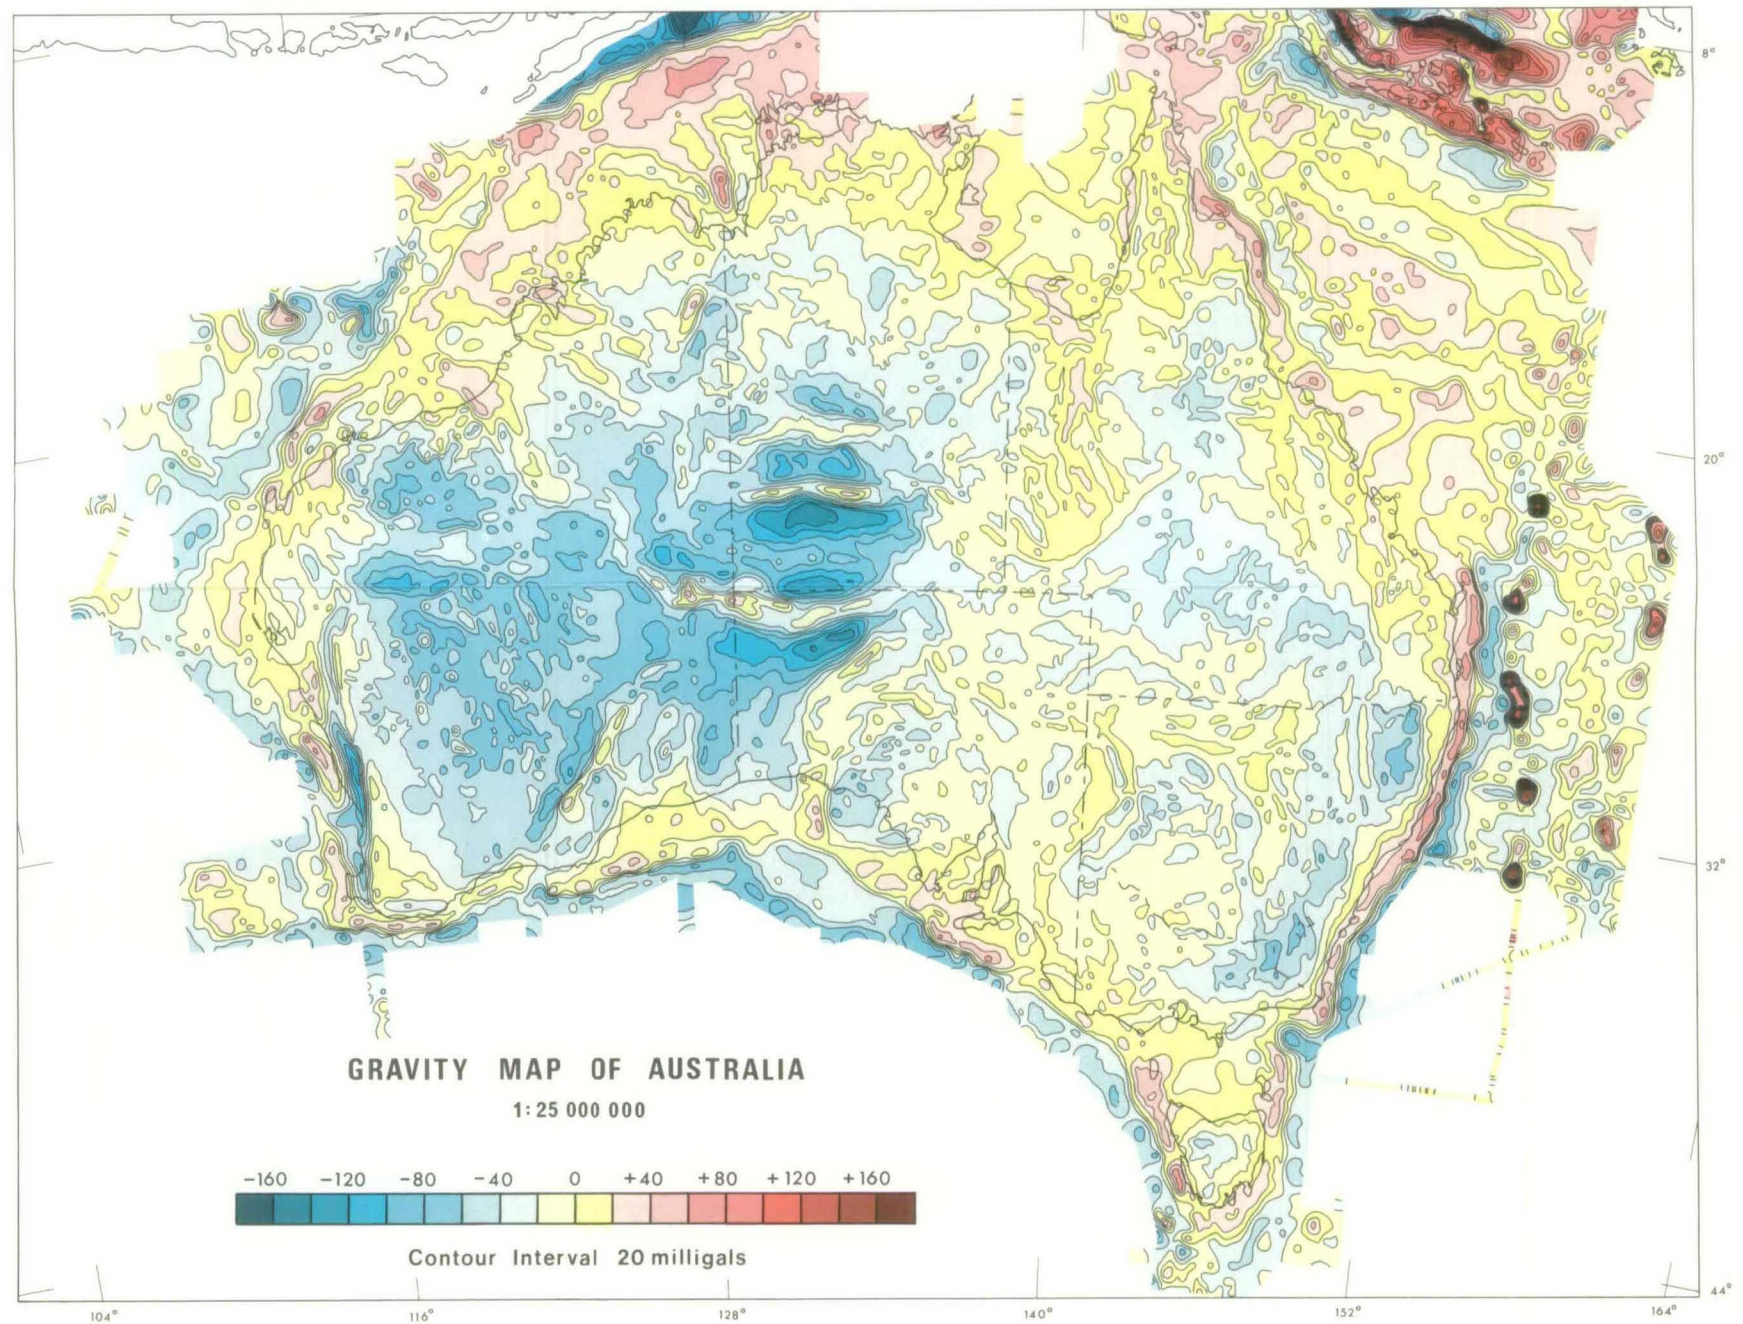 8°
20°
32°
GRAVITY MAP OF AUSTRALIA
1:25 000 000
−160 −120 −80 −40 0 +40 +80 +120 +160
Contour Interval 20 milligals
44°
104° 116° 128° 140° 152° 164°